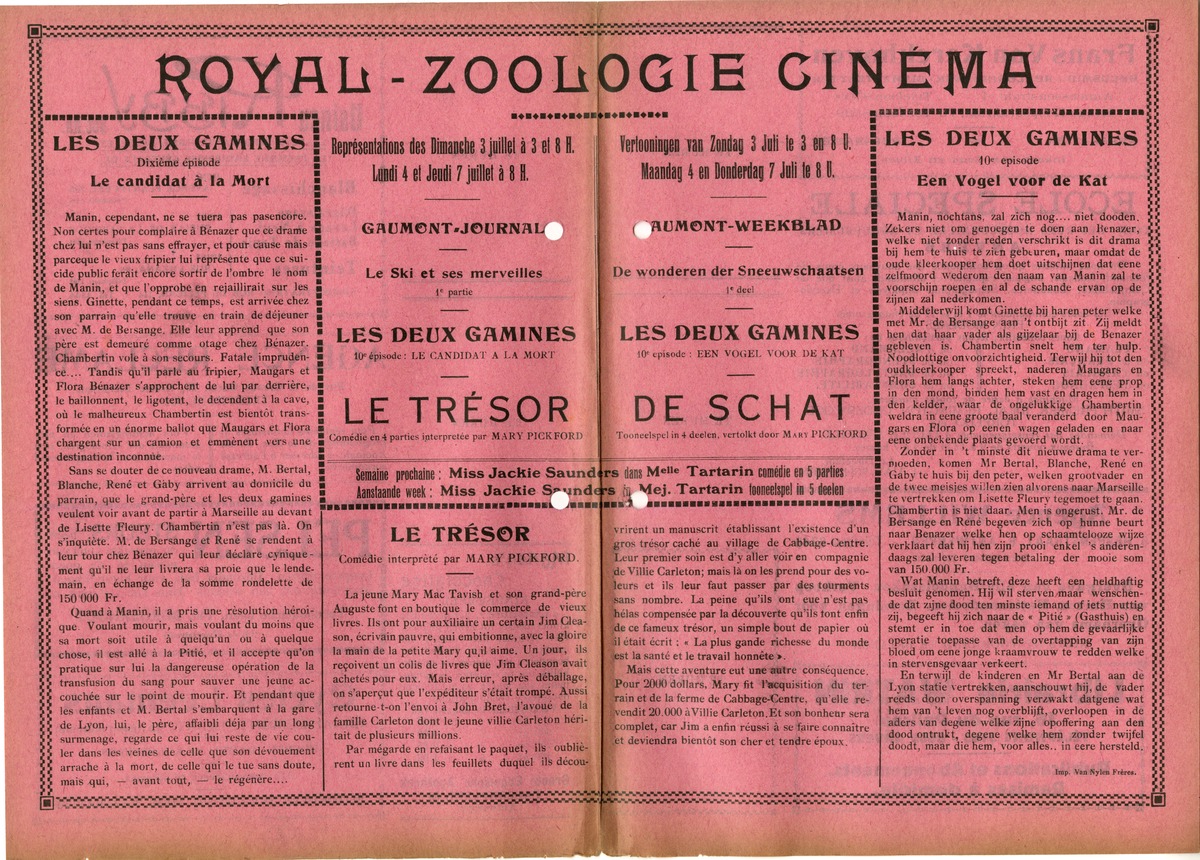 ROYAL - ZOOLOGIE CINÉMA
LES DEUX GAMINES
Dixième épisode
Le candidat à la Mort
Manin, cependant, ne se tuera pas pasencore.
Non certes pour complaire à Bénazer que ce drame
chez lui n'est pas sans effrayer, et pour cause mais
parceque le vieux fripier lui représente que ce sui-
cide public ferait encore sortir de l'ombre le nom
de Manin, et que l'opprobe en rejaillirait sur les
siens. Ginette, pendant ce temps, est arrivée chez
son parrain qu'elle trouve en train de déjeuner
avec M. de Bersange. Elle leur apprend que son
père est demeuré comme otage chez Bénazer.
Chambertin vole à son secours. Fatale impruden-
ce.... Tandis qu'il parle au fripier, Maugars et
Flora Bénazer s'approchent de lui par derrière,
le baillonnent, le ligotent, le decendent à la cave,
où le malheureux Chambertin est bientôt trans-
formée en un énorme ballot que Maugars et Flora
chargent sur un camion et emmènent vers une
destination inconnue.
Sans se douter de ce nouveau drame, M. Bertal,
Blanche, René et Gaby arrivent au domicile du
parrain, que le grand-père et les deux gamines
veulent voir avant de partir à Marseille au devant
de Lisette Fleury. Chambertin n'est pas là. On
s'inquiète. M. de Bersange et René se rendent à
leur tour chez Bénazer qui leur déclare cynique-
ment qu'il ne leur livrera sa proie que le lende-
main, en échange de la somme rondelette de
150 000 Fr.
Quand à Manin, il a pris une rèsolution héroi-
que. Voulant mourir, mais voulant du moins que
sa mort soit utile à quelqu'un ou à quelque
chose, il est allé à la Pitié, et il accepte qu'on
pratique sur lui la dangereuse opération de la
transfusion du sang pour sauver une jeune ac-
couchée sur le point de mourir. Et pendant que
les enfants et M. Bertal s'embarquent à la gare
de Lyon, lui, le père, affaibli déja par un long
surmenage, regarde ce qui lui reste de vie cou-
ler dans les veines de celle que son dévouement
arrache à la mort, de celle qui le tue sans doute,
mais qui, — avant tout, — le régénère....
Représentations des Dimanche 3 juillet à 3 et 8 H.
Lundi 4 et Jeudi 7 juillet à 8 H.
GAUMONT-JOURNAL
Le Ski et ses merveilles
1e partie
LES DEUX GAMINES
10e épisode : LE CANDIDAT A LA MORT
LE TRÉSOR
Comédie en 4 parties interpretée par MARY PICKFORD
Vertooningen van Zondag 3 Juli te 3 en 8 U.
Maandag 4 en Donderdag 7 Juli te 8 U.
AUMONT-WEEKBLAD
De wonderen der Sneeuwschaatsen
1e deel
LES DEUX GAMINES
10e episode : EEN VOGEL VOOR DE KAT
DE SCHAT
Tooneelspel in 4 deelen, vertolkt door MARY PICKFORD
Semaine prochaine : Miss Jackie Saunders dans Melle Tartarin comédie en 5 parties
Aanstaande week : Miss Jackie Saunders Mej. Tartarin tooneelspel in 5 deelen
LE TRÉSOR
Comédie interprété par MARY PICKFORD.
La jeune Mary Mac Tavish et son grand-père
Auguste font en boutique le commerce de vieux
livres. Ils ont pour auxiliaire un certain Jim Clea-
son, écrivain pauvre, qui embitionne, avec la gloire
la main de la petite Mary qu'il aime. Un jour, ils
reçoivent un colis de livres que Jim Cleason avait
achetés pour eux. Mais erreur, après déballage,
on s'aperçut que l'expéditeur s'était trompé. Aussi
retourne-t-on l'envoi à John Bret, l'avoué de la
famille Carleton dont le jeune villie Carleton héri-
tait de plusieurs millions.
Par mégarde en refaisant le paquet, ils oubliè-
rent un livre dans les feuillets duquel ils décou-
vrirent un manuscrit établissant l'existence d'un
gros trésor caché au village de Cabbage-Centre.
Leur premier soin est d'y aller voir en compagnie
de Villie Carleton; mais là on les prend pour des vo-
leurs et ils leur faut passer par des tourments
sans nombre. La peine qu'ils ont eue n'est pas
hélas compensée par la découverte qu'ils tont enfin
de ce fameux trésor, un simple bout de papier où
il était écrit : « La plus gande richesse du monde
est la santé et le travail honnête ».
Mais cette aventure eut une autre conséquence.
Pour 2000 dollars, Mary fit l'acquisition du ter-
rain et de la ferme de Cabbage-Centre, qu'elle re-
vendit 20.000 à Villie Carleton. Et son bonheur sera
complet, car Jim a enfin réussi à se faire connaître
et deviendra bientôt son cher et tendre époux.
LES DEUX GAMINES
10e episode
Een Vogel voor de Kat
Manin, nochtans, zal zich nog.... niet dooden.
Zekers niet om genoegen te doen aan Benazer,
welke niet zonder reden verschrikt is dit drama
bij hem te huis te zien gebeuren, maar omdat de
oude kleerkooper hem doet uitschijnen dat eene
zelfmoord wederom den naam van Manin zal te
voorschijn roepen en al de schande ervan op de
zijnen zal nederkomen.
Middelerwijl komt Ginette bij haren peter welke
met Mr. de Bersange aan 't ontbijt zit Zij meldt
hen dat haar vader als gijzelaar bij de Benazer
gebleven is. Chambertin snelt hem ter hulp.
Noodlottige onvoorzichtigheid. Terwijl hij tot den
oudkleerkooper spreekt, naderen Maugars en
Flora hem langs achter, steken hem eene prop
in den mond, binden hem vast en dragen hem in
den kelder, waar de ongelukkige Chambertin
weldra in eene groote baal veranderd door Mau-
gars en Flora op eenen wagen geladen en naar
eene onbekende plaats gevoerd wordt.
Zonder in 't minste dit nieuwe drama te ver-
moeden, komen Mr Bertal, Blanche, René en
Gaby te huis bij den peter, welken grootvader en
de twee meisjes willen zien alvorens naar Marseille
te vertrekken om Lisette Fleury tegemoet te gaan.
Chambertin is niet daar. Men is ongerust. Mr. de
Bersange en René begeven zich op hunne beurt
naar Benazer welke hen op schaamtelooze wijze
verklaart dat hij hen zijn prooi enkel 's anderen-
daags zal leveren tegen betaling der mooie som
van 150.000 Fr.
Wat Manin betreft, deze heeft een heldhaftig
besluit genomen. Hij wil sterven maar wenschen-
de dat zijne dood ten minste iemand of iets nuttig
zij, begeeft hij zich naar de « Pitié » (Gasthuis) en
stemt er in toe dat men op hem de gevaarlijke
operatie toepasse van de overtapping van zijn
bloed om eene jonge kraamvrouw te redden welke
in stervensgevaar verkeert.
En terwijl de kinderen en Mr Bertal aan de
Lyon statie vertrekken, aanschouwt hij, de vader
reeds door overspanning verzwakt datgene wat
hem van 't leven nog overblijft, overloopen in de
aders van degene welke zijne opoffering aan den
dood ontrukt, degene welke hem zonder twijfel
doodt, maar die hem, voor alles.. in eere hersteld.
Imp. Van Nylen Frères.